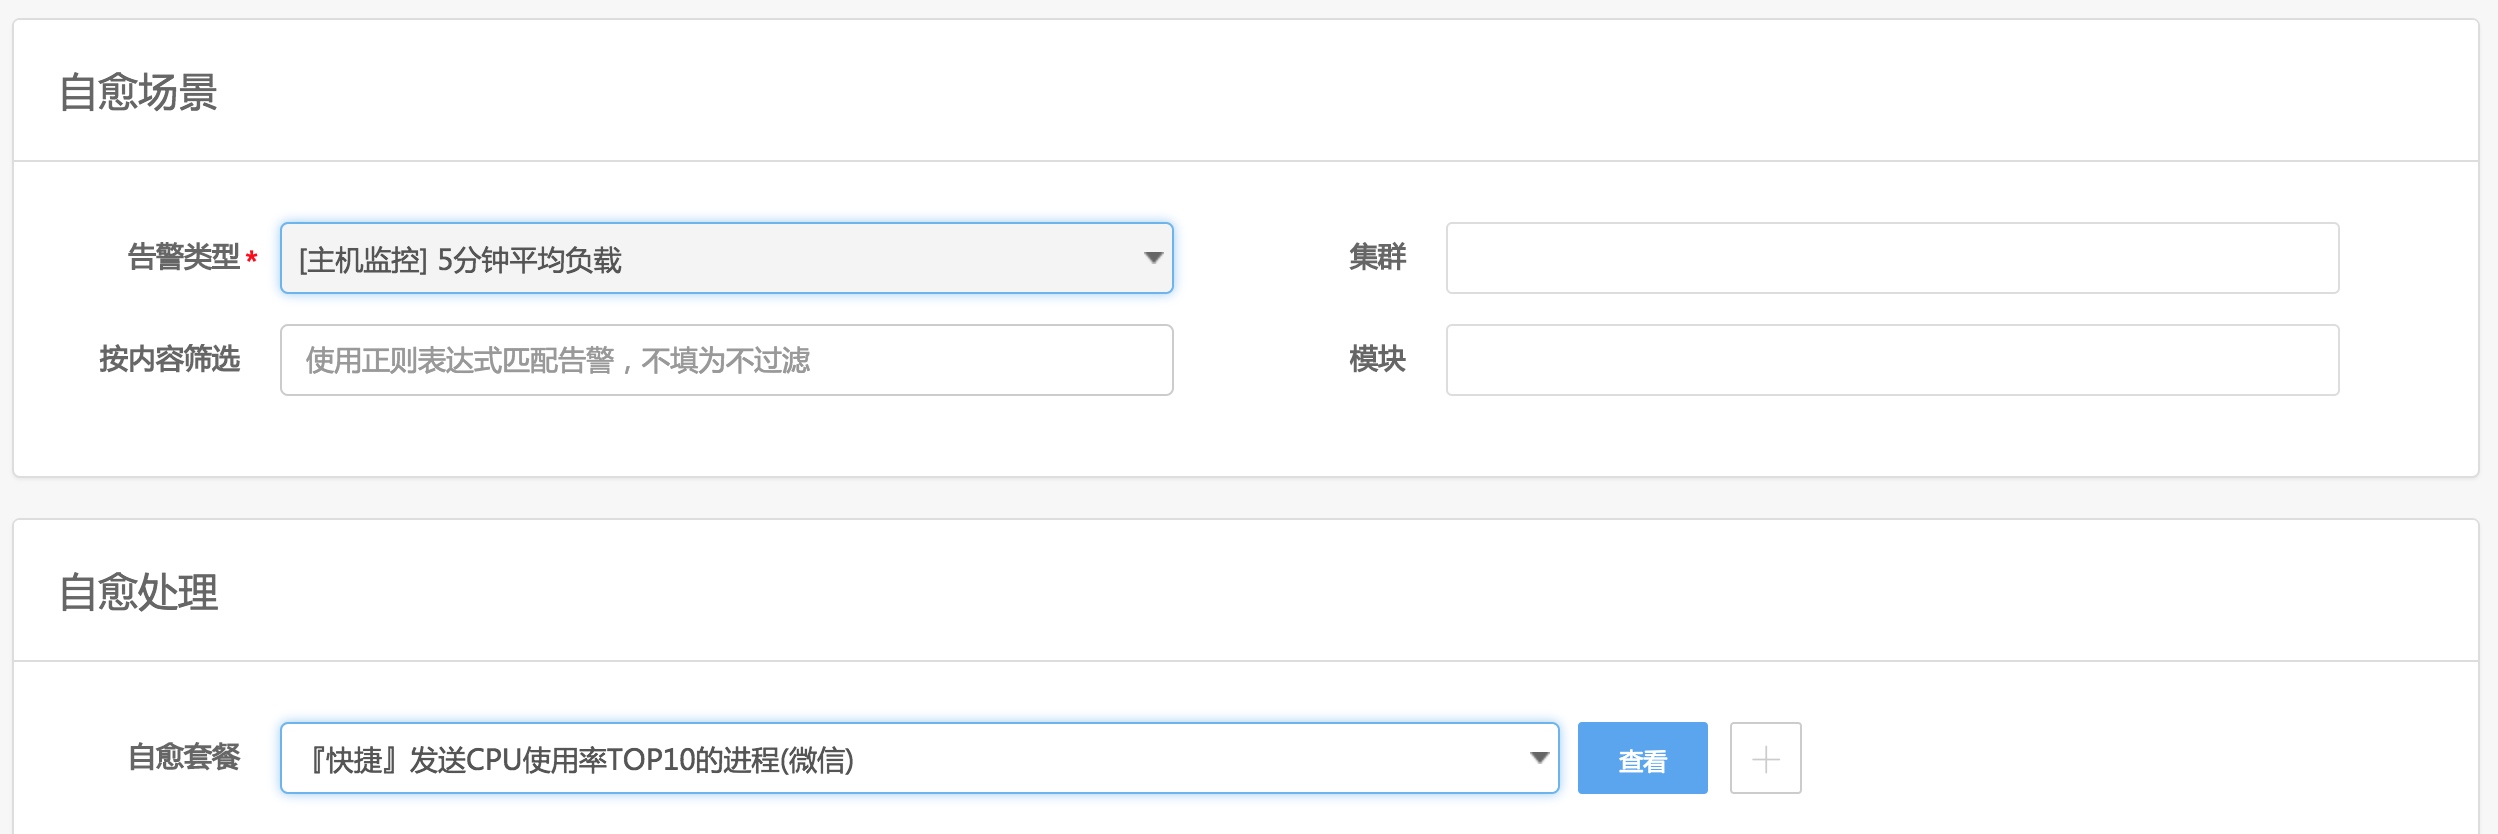 自愈场景
告警类型* [主机监控] 5分钟平均负载 集群
按内容筛选 使用正则表达式匹配告警，不填为不过滤 模块
自愈处理
自愈套餐 『快捷』发送CPU使用率TOP10的进程(微信) 查看